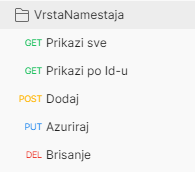 VrstaNamestaja
GET Prikazi sve
GET Prikazi po Id-u
POST Dodaj
PUT Azuriraj
DEL Brisanje